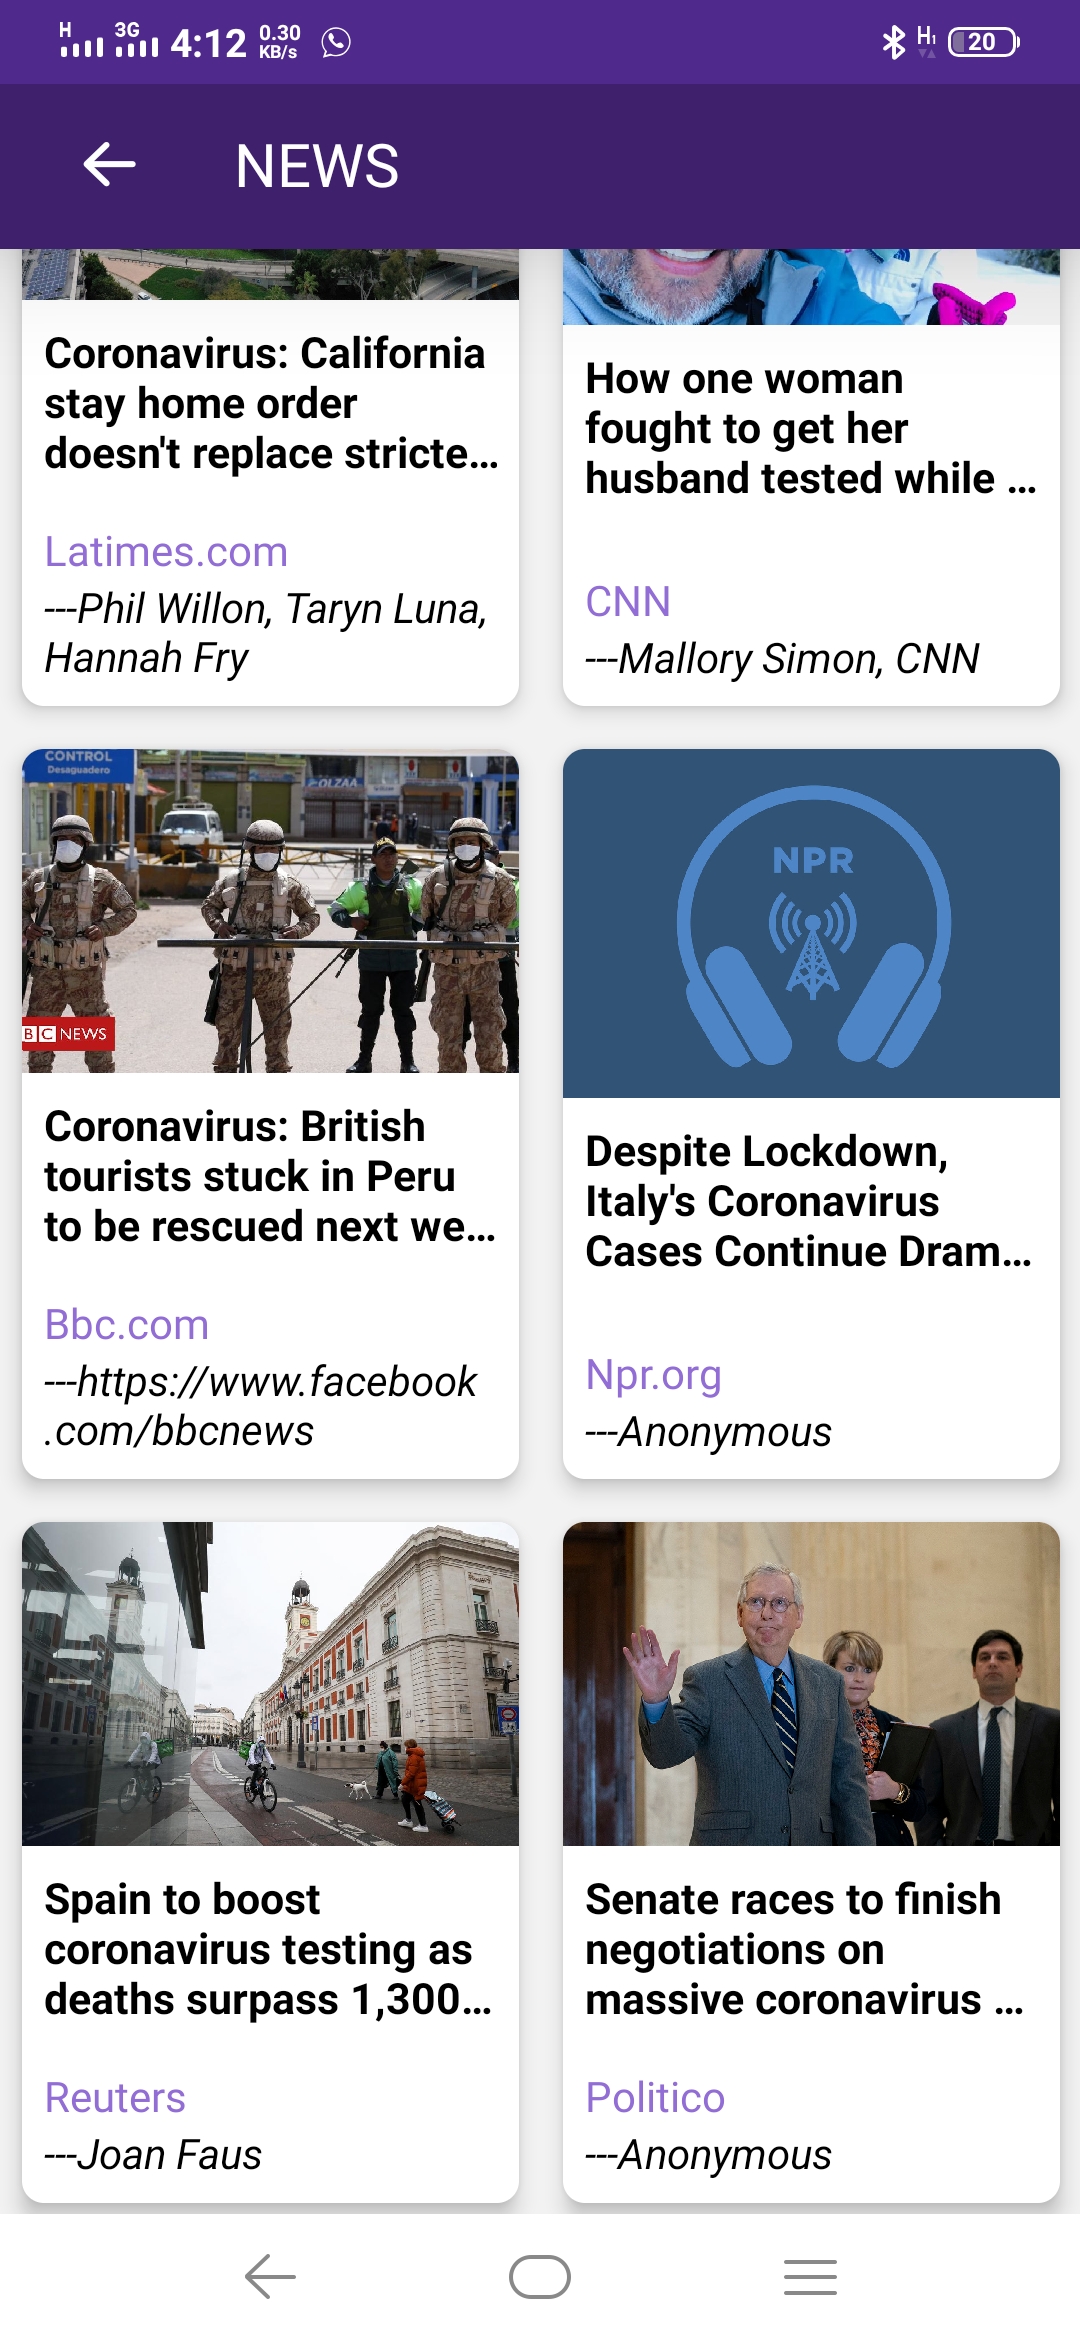 H 3G 4:12 0.30 KB/s H1 20
NEWS
Coronavirus: California
stay home order
doesn't replace stricte...
Latimes.com
---Phil Willon, Taryn Luna,
Hannah Fry
How one woman
fought to get her
husband tested while ...
CNN
---Mallory Simon, CNN
CONTROL
Desaguadero
OLZAA
BC NEWS
Coronavirus: British
tourists stuck in Peru
to be rescued next we...
Bbc.com
---https://www.facebook
.com/bbcnews
NPR
Despite Lockdown,
Italy's Coronavirus
Cases Continue Dram...
Npr.org
---Anonymous
Spain to boost
coronavirus testing as
deaths surpass 1,300...
Reuters
---Joan Faus
Senate races to finish
negotiations on
massive coronavirus ...
Politico
---Anonymous